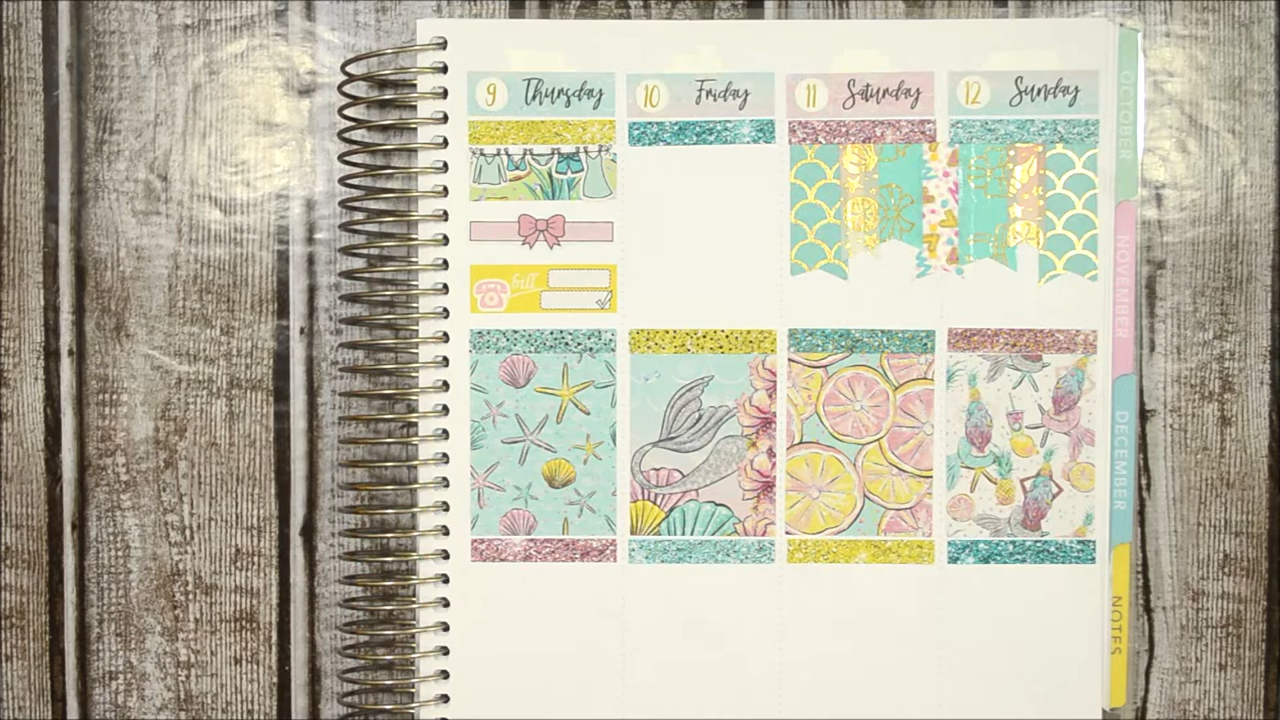 9 Thursday
10 Friday
11 Saturday
12 Sunday
bill
OCTOBER
NOVEMBER
DECEMBER
NOTES